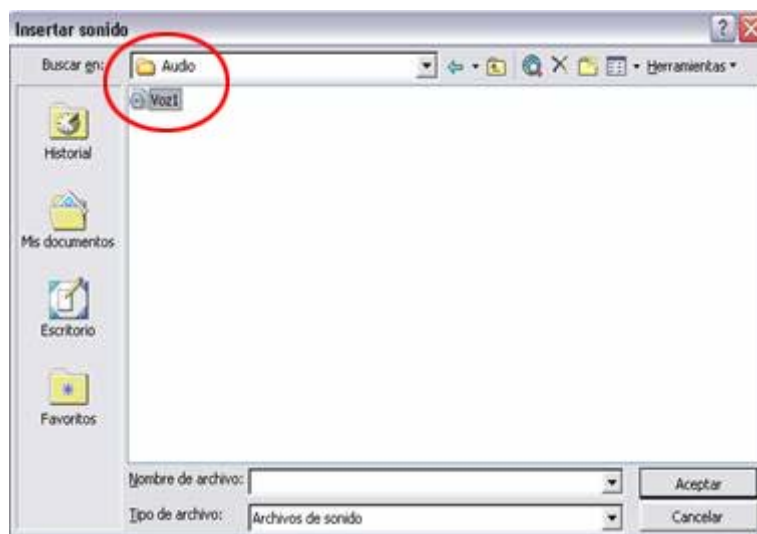 Insertar sonido
Buscar en: Audio Herramientas
Voz1
Historial
Mis documentos
Escritorio
Favoritos
Nombre de archivo: Aceptar
Tipo de archivo: Archivos de sonido Cancelar